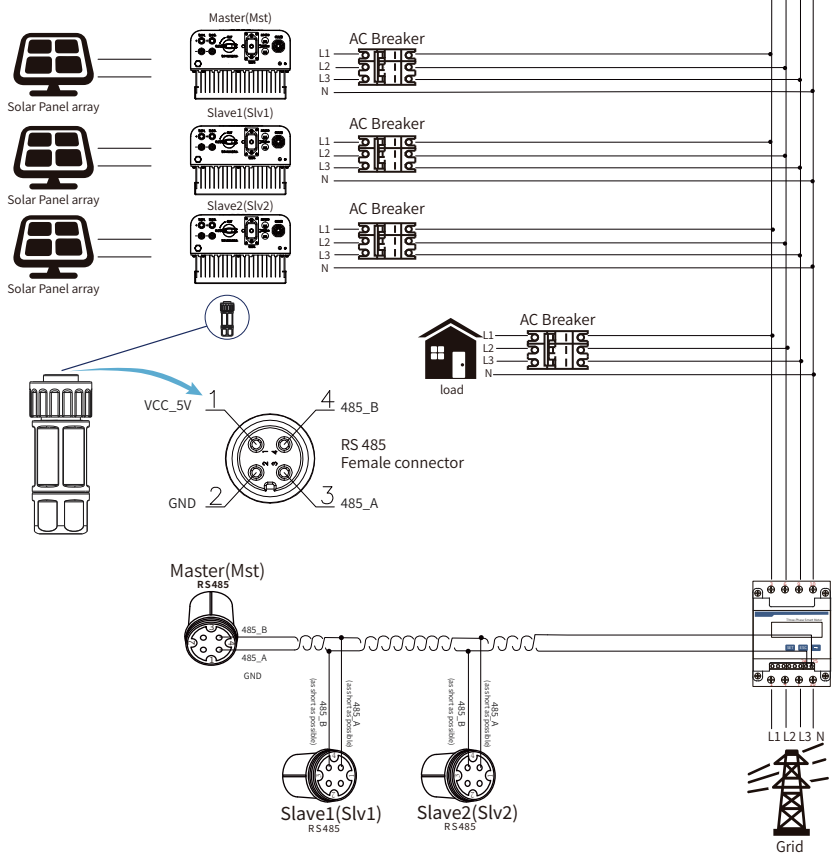 Master(Mst)
AC Breaker
L1
L2
L3
N
Solar Panel array
Slave1(Slv1)
AC Breaker
L1
L2
L3
N
Solar Panel array
Slave2(Slv2)
AC Breaker
L1
L2
L3
N
Solar Panel array
AC Breaker
L1
L2
L3
N
load
VCC_5V 1
4 485_B
1
4
2
3
RS 485
Female connector
GND 2
3 485_A
Master(Mst)
RS485
485_B
485_A
GND
485_B
(as short as possible)
485_A
(as short as possible)
485_B
(as short as possible)
485_A
(as short as possible)
Slave1(Slv1)
RS485
Slave2(Slv2)
RS485
L1 L2 L3 N
Grid